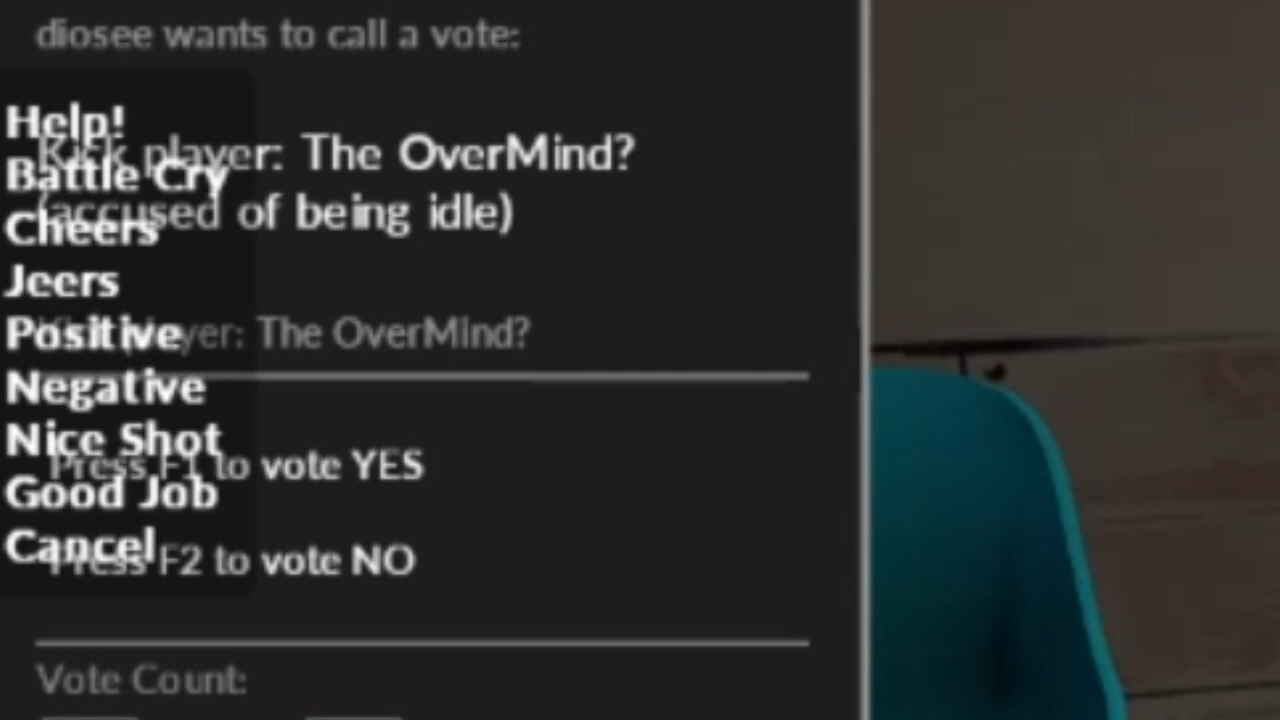 diosee wants to call a vote:
Help!
Kick player: The OverMind?
Battle Cry
(accused of being idle)
Cheers
Jeers
Positive
Kick player: The OverMind?
Negative
Nice Shot
Press F1 to vote YES
Good Job
Cancel
Press F2 to vote NO
Vote Count: